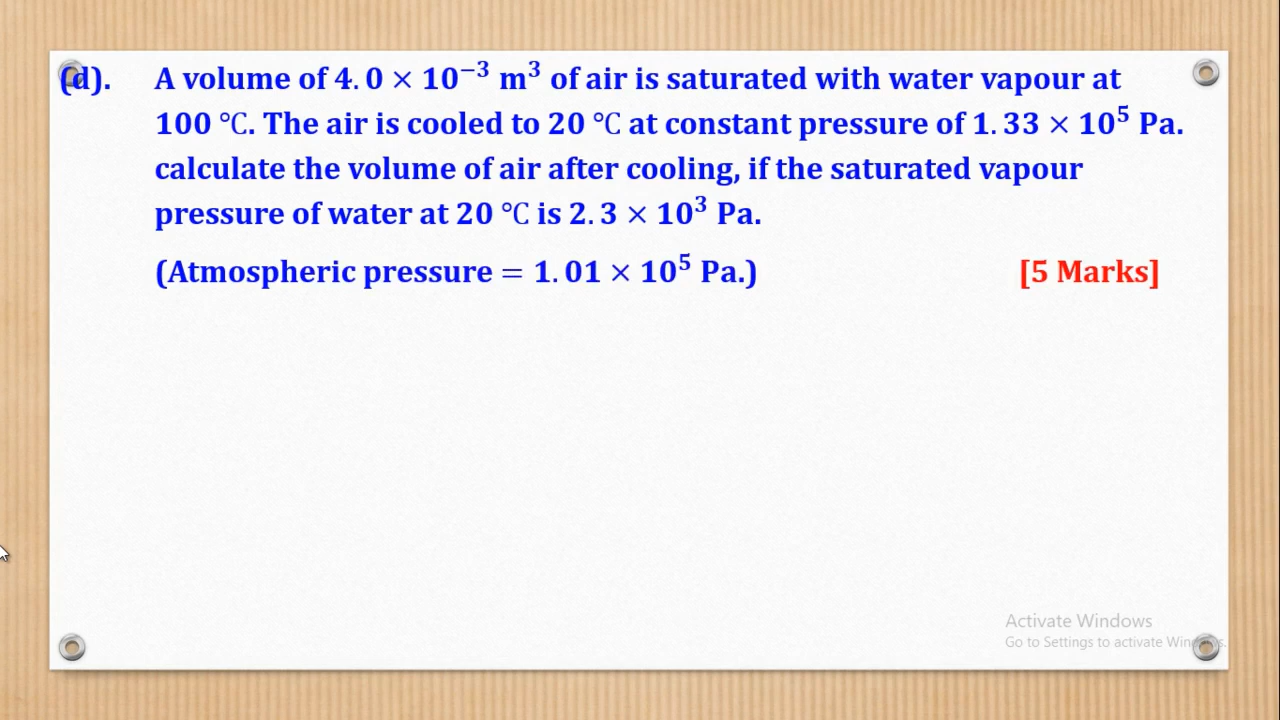 (d). A volume of 4.0 × 10⁻³ m³ of air is saturated with water vapour at
100 ℃. The air is cooled to 20 ℃ at constant pressure of 1.33 × 10⁵ Pa.
calculate the volume of air after cooling, if the saturated vapour
pressure of water at 20 ℃ is 2.3 × 10³ Pa.
(Atmospheric pressure = 1.01 × 10⁵ Pa.) [5 Marks]
Activate Windows
Go to Settings to activate Windows.